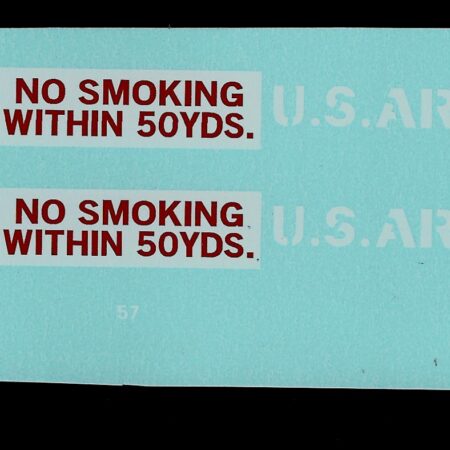 NO SMOKING
WITHIN 50YDS.
U.S.AR
NO SMOKING
WITHIN 50YDS.
U.S.AR
57